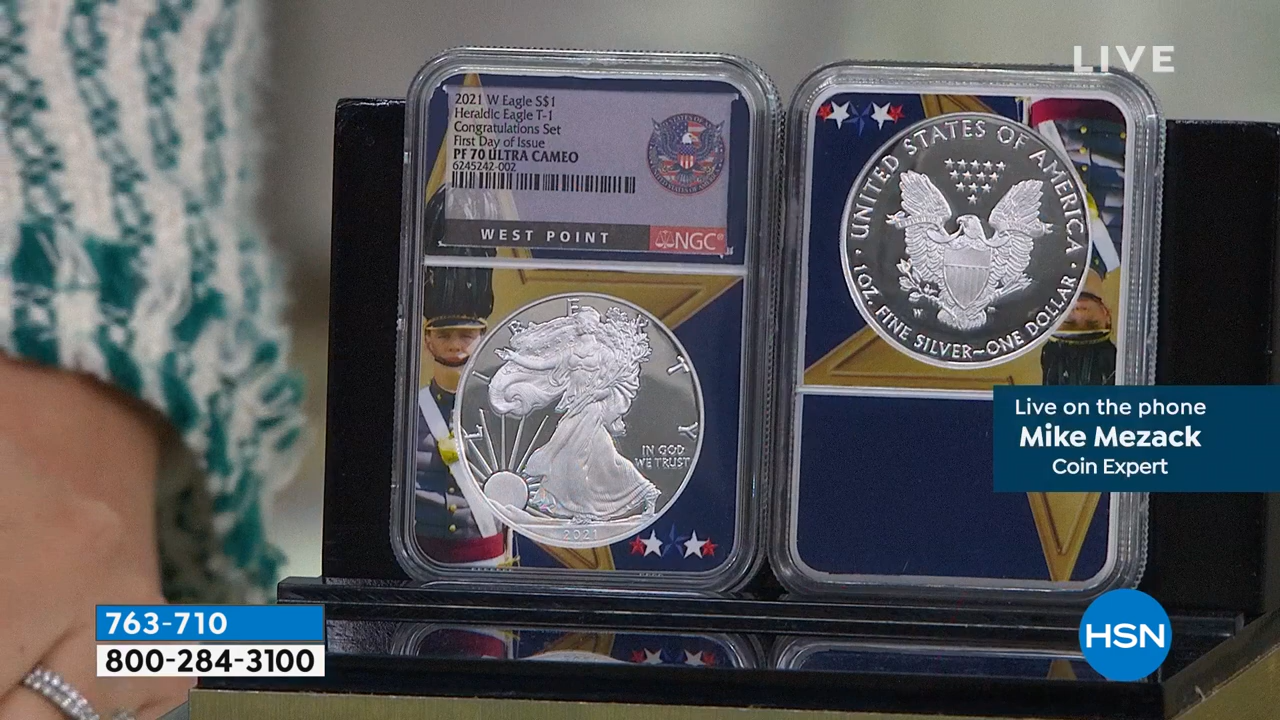 LIVE
2021 W Eagle S$1
Heraldic Eagle T-1
Congratulations Set
First Day of Issue
PF 70 ULTRA CAMEO
6245242-002
WEST POINT
NGC
LIBERTY
IN GOD
WE TRUST
2021
UNITED STATES OF AMERICA
W
1 OZ. FINE SILVER~ONE DOLLAR
Live on the phone
Mike Mezack
Coin Expert
763-710
800-284-3100
HSN